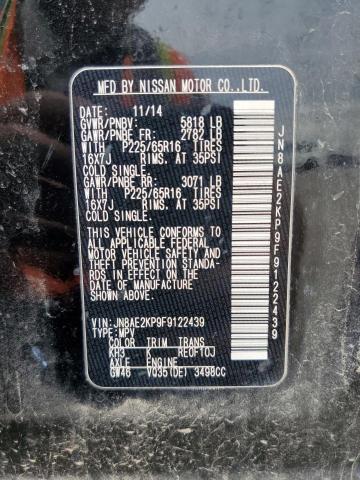 MFD BY NISSAN MOTOR CO.,LTD.
DATE: 11/14
GVWR/PNBV: 5818 LB
GAWR/PNBE FR: 2782 LB
WITH P225/65R16 TIRES
16X7J RIMS. AT 35PSI
COLD SINGLE.
GAWR/PNBE RR: 3071 LB
WITH P225/65R16 TIRES
16X7J RIMS. AT 35PSI
COLD SINGLE.
THIS VEHICLE CONFORMS TO
ALL APPLICABLE FEDERAL
MOTOR VEHICLE SAFETY AND
THEFT PREVENTION STANDA-
RDS IN EFFECT ON THE
DATE OF MANUFACTURE
SHOWN ABOVE.
VIN: JN8AE2KP9F9122439
TYPE: MPV
COLOR TRIM TRANS
KH3 K RE0F10J
AXLE ENGINE
GW46 VQ35(DE) 3498CC
JN8AE2KP9F9122439